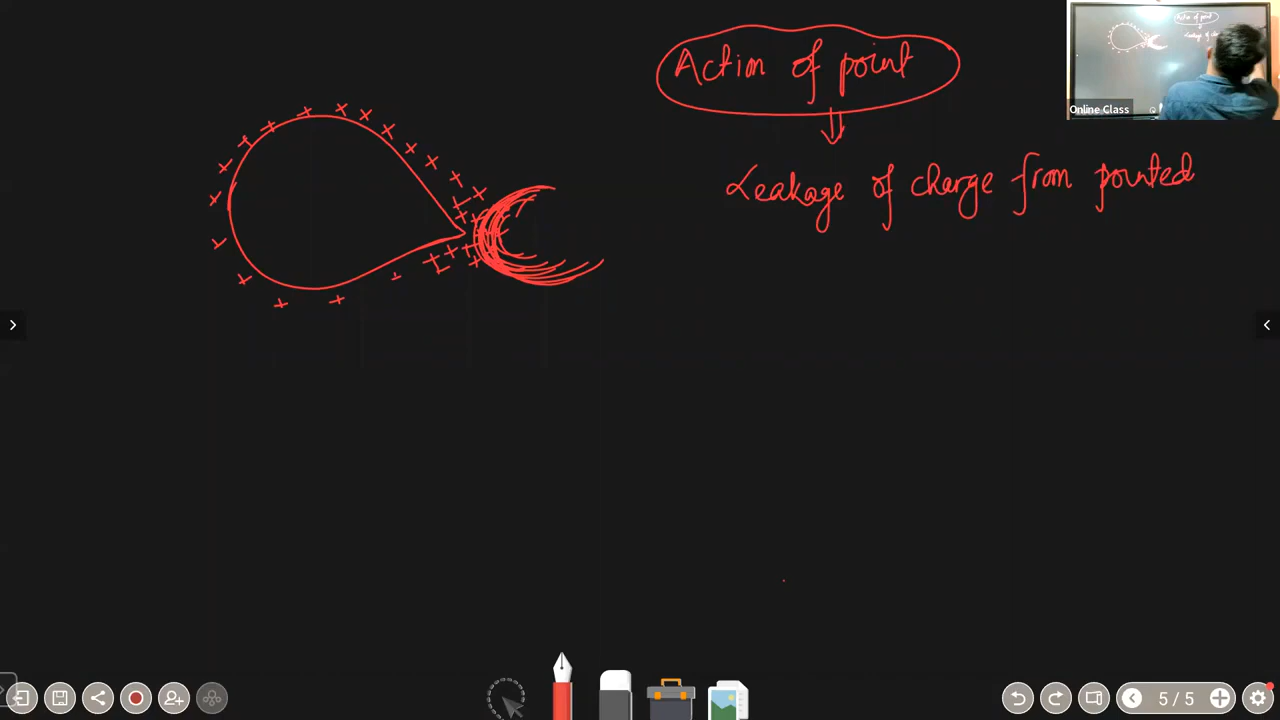 Action of point
Leakage of charge from pointed
Online Class
5/5